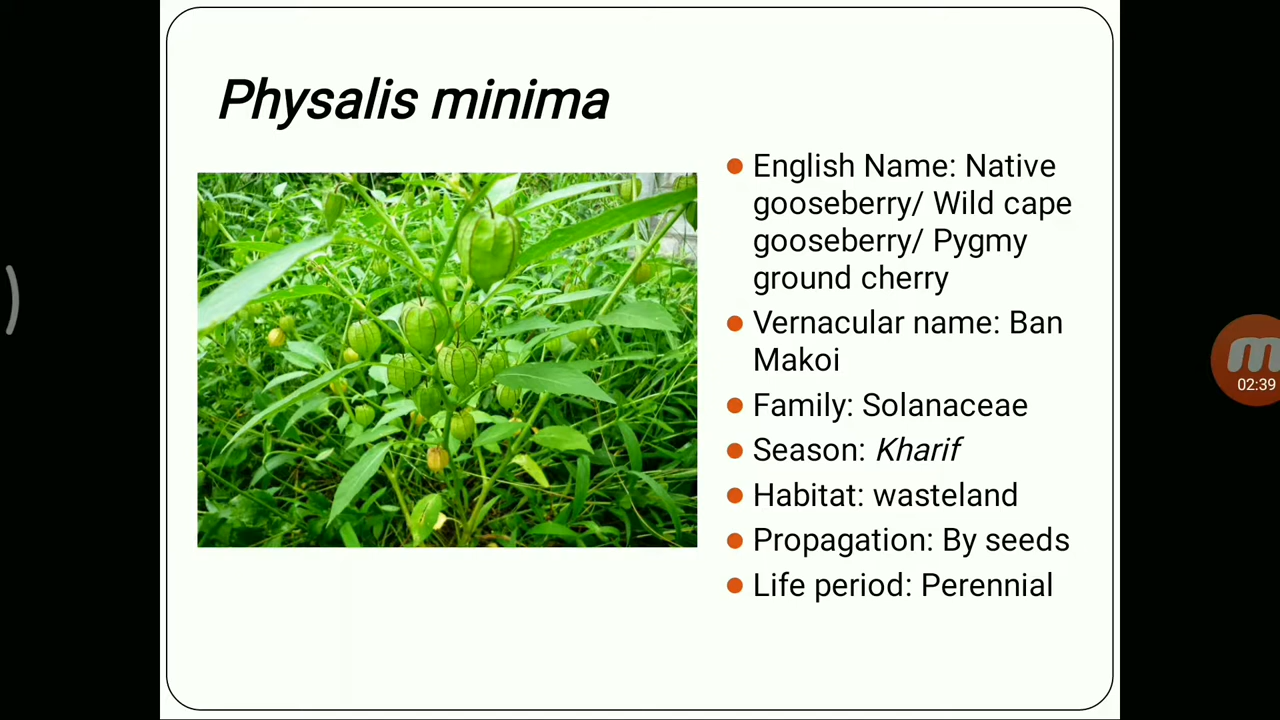 Physalis minima
English Name: Native
gooseberry/ Wild cape
gooseberry/ Pygmy
ground cherry
Vernacular name: Ban
Makoi
Family: Solanaceae
Season: Kharif
Habitat: wasteland
Propagation: By seeds
Life period: Perennial
02:39